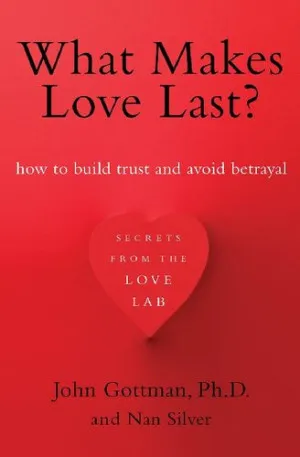 What Makes
Love Last?
how to build trust and avoid betrayal
SECRETS
FROM THE
LOVE
LAB
John Gottman, Ph.D.
and Nan Silver